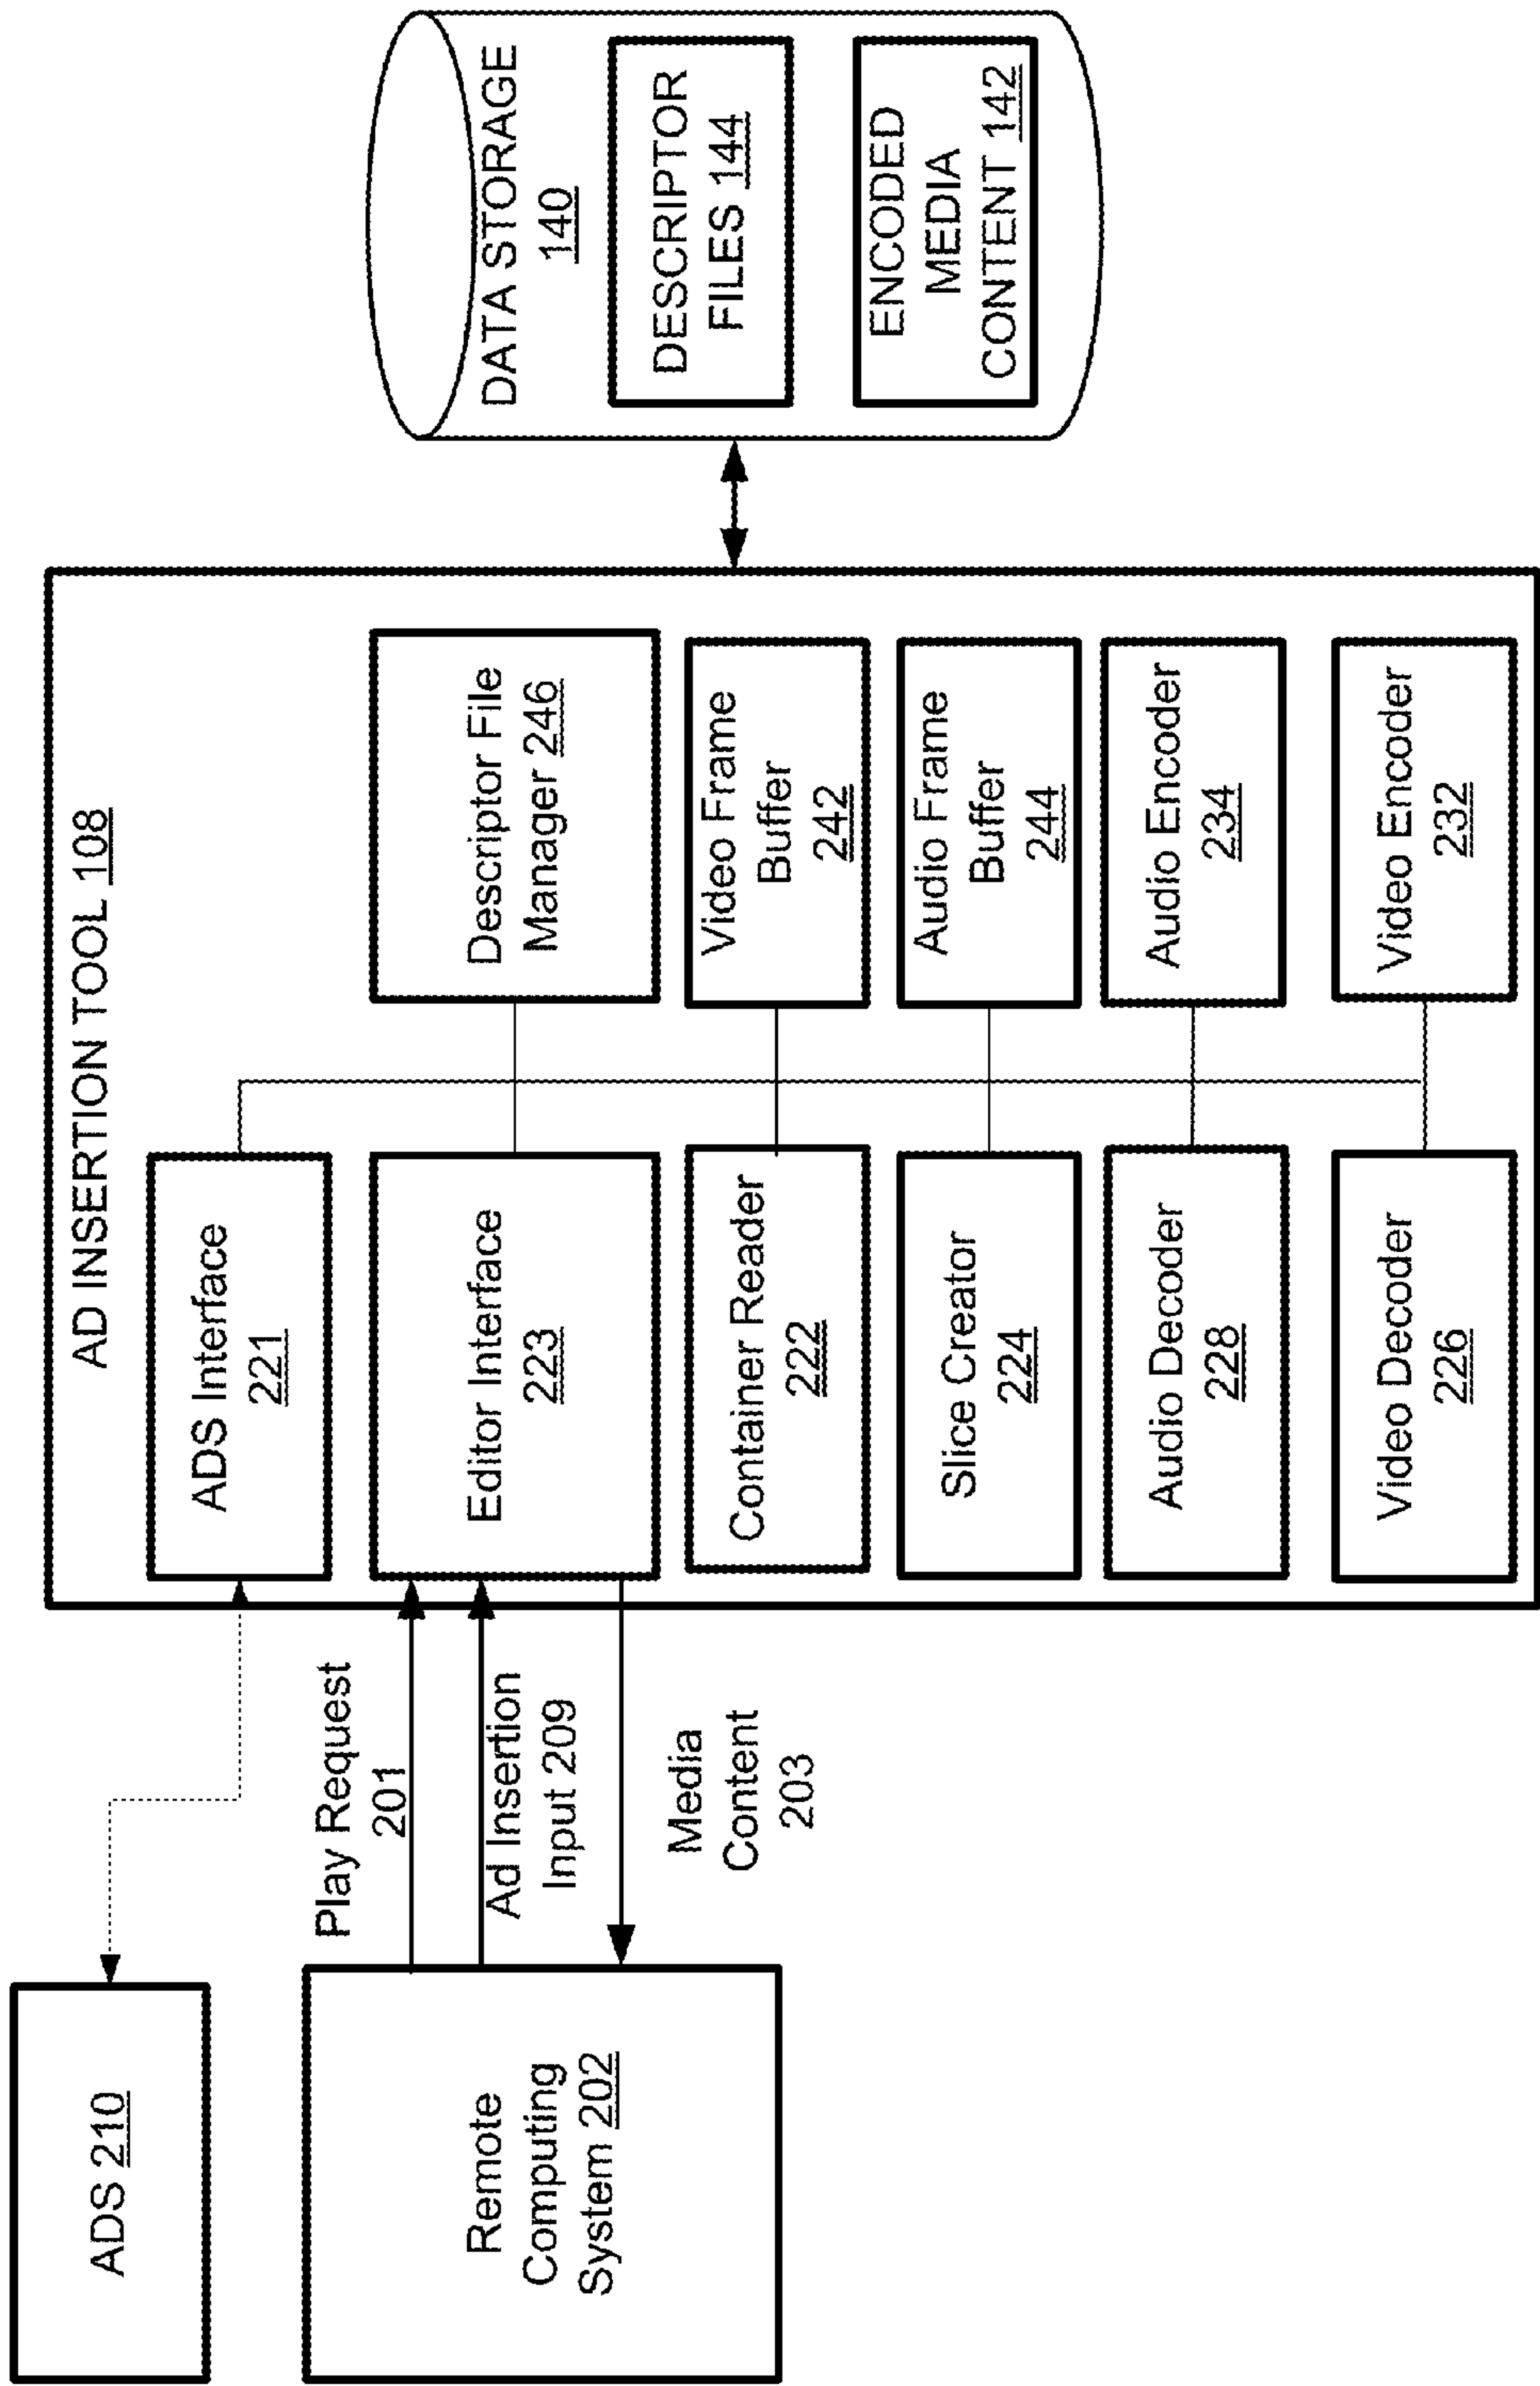 ADS 210
Remote
Computing
System 202
Play Request
201
Ad Insertion
Input 209
Media
Content
203
AD INSERTION TOOL 108
ADS Interface
221
Editor Interface
223
Container Reader
222
Slice Creator
224
Audio Decoder
228
Video Decoder
226
Descriptor File
Manager 246
Video Frame
Buffer
242
Audio Frame
Buffer
244
Audio Encoder
234
Video Encoder
232
DATA STORAGE
140
DESCRIPTOR
FILES 144
ENCODED
MEDIA
CONTENT 142